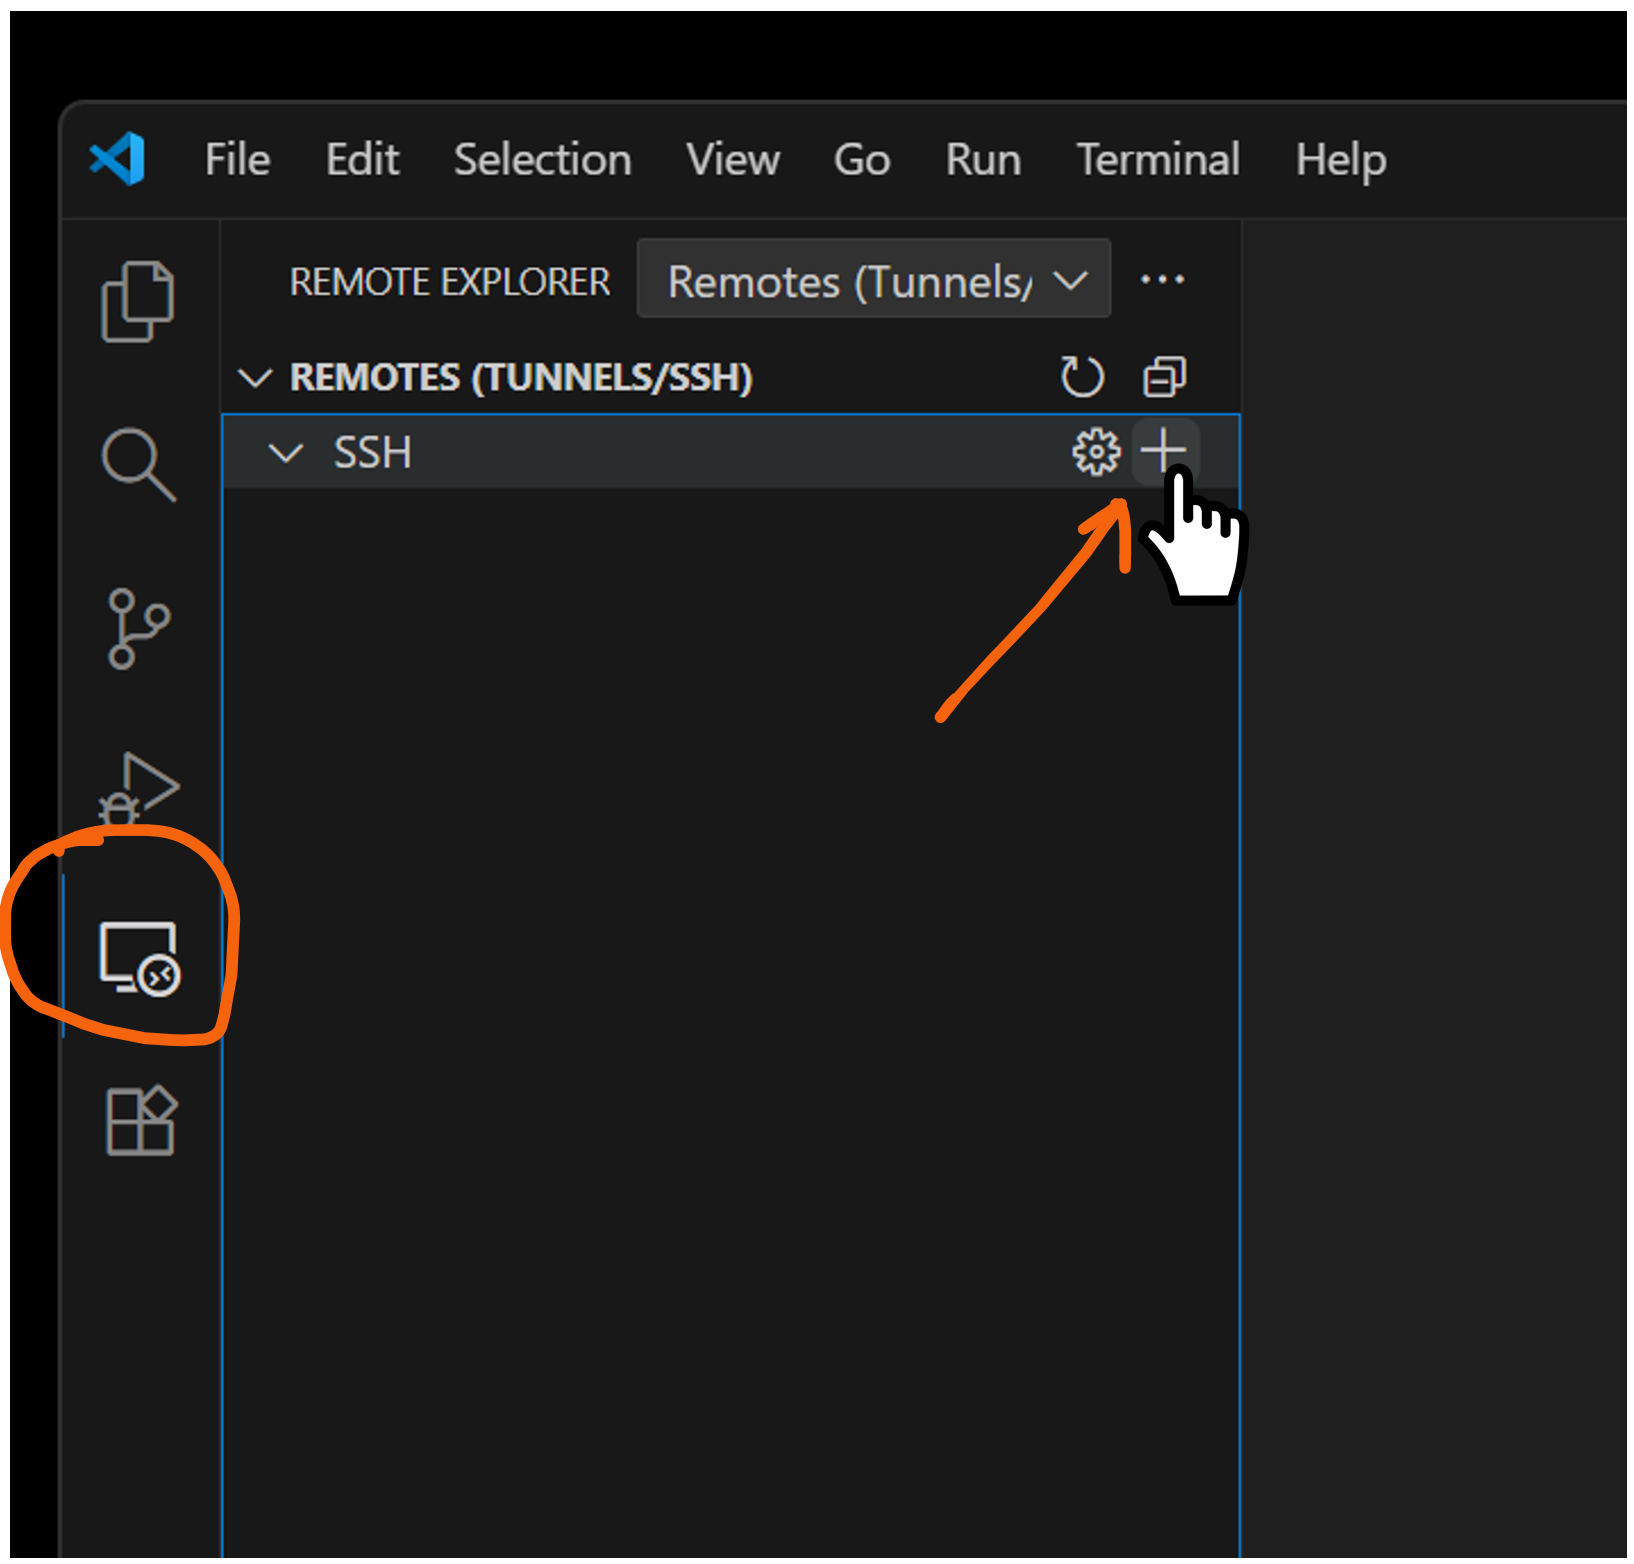 File Edit Selection View Go Run Terminal Help
REMOTE EXPLORER Remotes (Tunnels/
REMOTES (TUNNELS/SSH)
SSH